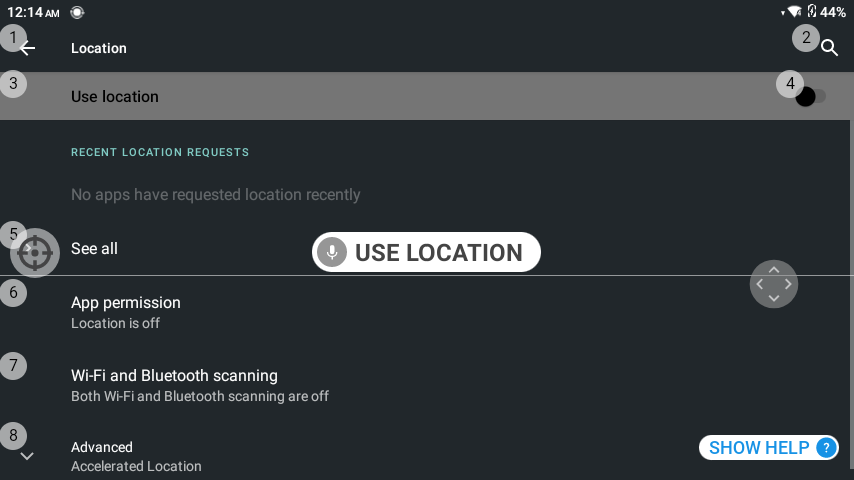 12:14 AM 44%
1 Location 2
3 Use location 4
RECENT LOCATION REQUESTS
No apps have requested location recently
5 See all
USE LOCATION
6 App permission
Location is off
7 Wi-Fi and Bluetooth scanning
Both Wi-Fi and Bluetooth scanning are off
8 Advanced
Accelerated Location
SHOW HELP ?